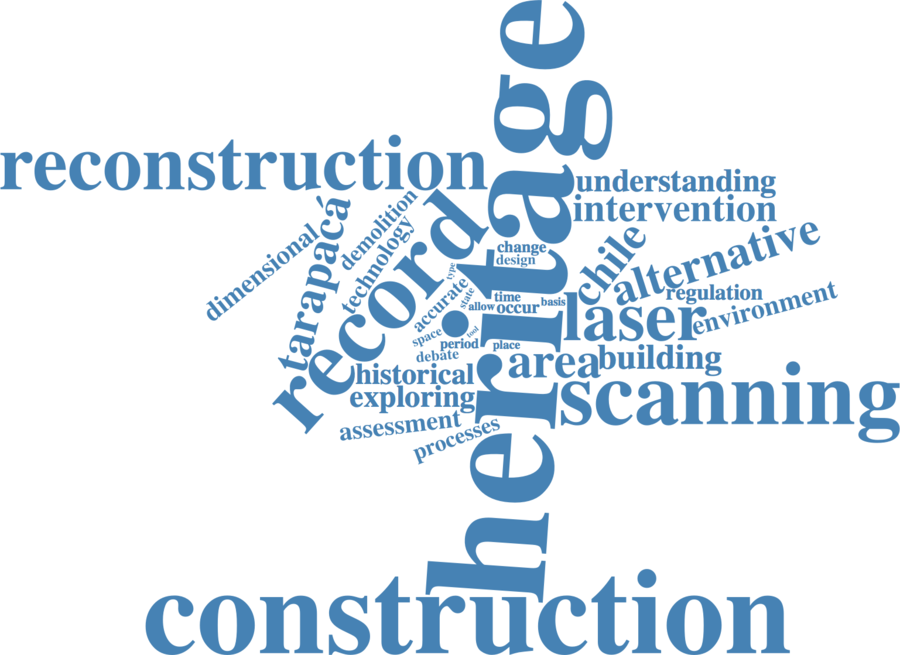 heritage
reconstruction
understanding
intervention
tarapacá
demolition
dimensional
technology
record
change
design
chile
alternative
type
state
accurate
time
allow
occur
basis
regulation
environment
laser
space
tool
period
place
debate
area
building
historical
exploring
scanning
assessment
processes
construction